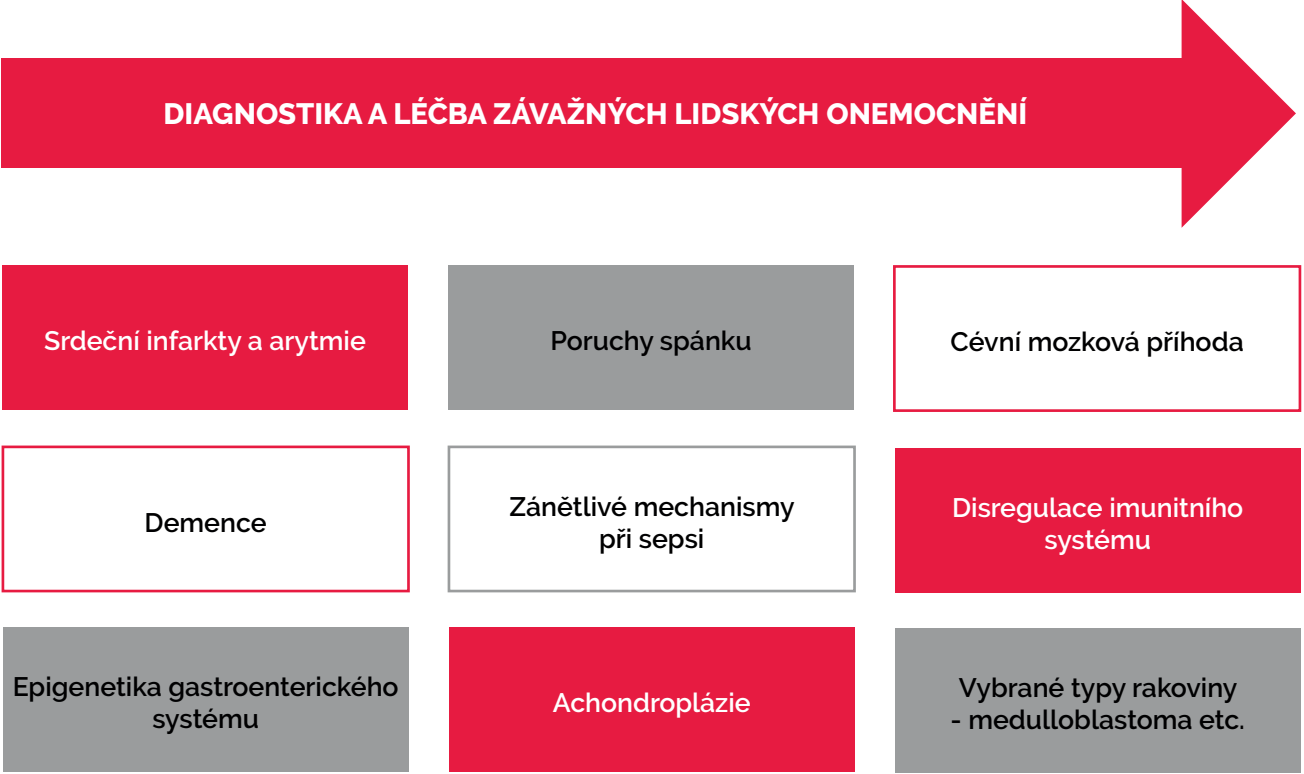 DIAGNOSTIKA A LÉČBA ZÁVAŽNÝCH LIDSKÝCH ONEMOCNĚNÍ
Srdeční infarkty a arytmie
Poruchy spánku
Cévní mozková příhoda
Demence
Zánětlivé mechanismy
při sepsi
Disregulace imunitního
systému
Epigenetika gastroenterického
systému
Achondroplázie
Vybrané typy rakoviny
- medulloblastoma etc.